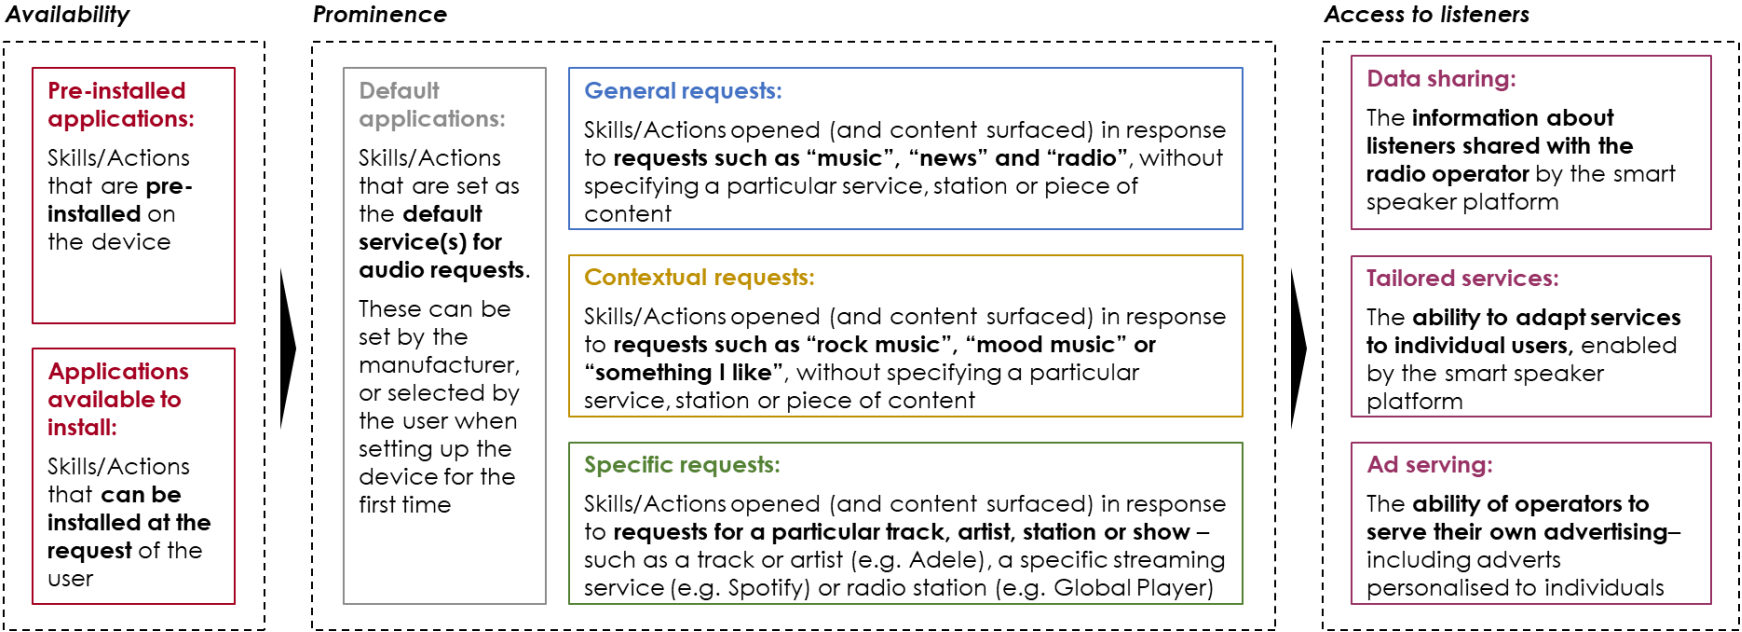 Availability
Pre-installed
applications:
Skills/Actions
that are pre-
installed on
the device
Applications
available to
install:
Skills/Actions
that can be
installed at the
request of the
user
Prominence
Default
applications:
Skills/Actions
that are set as
the default
service(s) for
audio requests.
These can be
set by the
manufacturer,
or selected by
the user when
setting up the
device for the
first time
General requests:
Skills/Actions opened (and content surfaced) in response
to requests such as “music”, “news” and “radio”, without
specifying a particular service, station or piece of
content
Contextual requests:
Skills/Actions opened (and content surfaced) in response
to requests such as “rock music”, “mood music” or
“something I like”, without specifying a particular
service, station or piece of content
Specific requests:
Skills/Actions opened (and content surfaced) in response
to requests for a particular track, artist, station or show –
such as a track or artist (e.g. Adele), a specific streaming
service (e.g. Spotify) or radio station (e.g. Global Player)
Access to listeners
Data sharing:
The information about
listeners shared with the
radio operator by the smart
speaker platform
Tailored services:
The ability to adapt services
to individual users, enabled
by the smart speaker
platform
Ad serving:
The ability of operators to
serve their own advertising–
including adverts
personalised to individuals